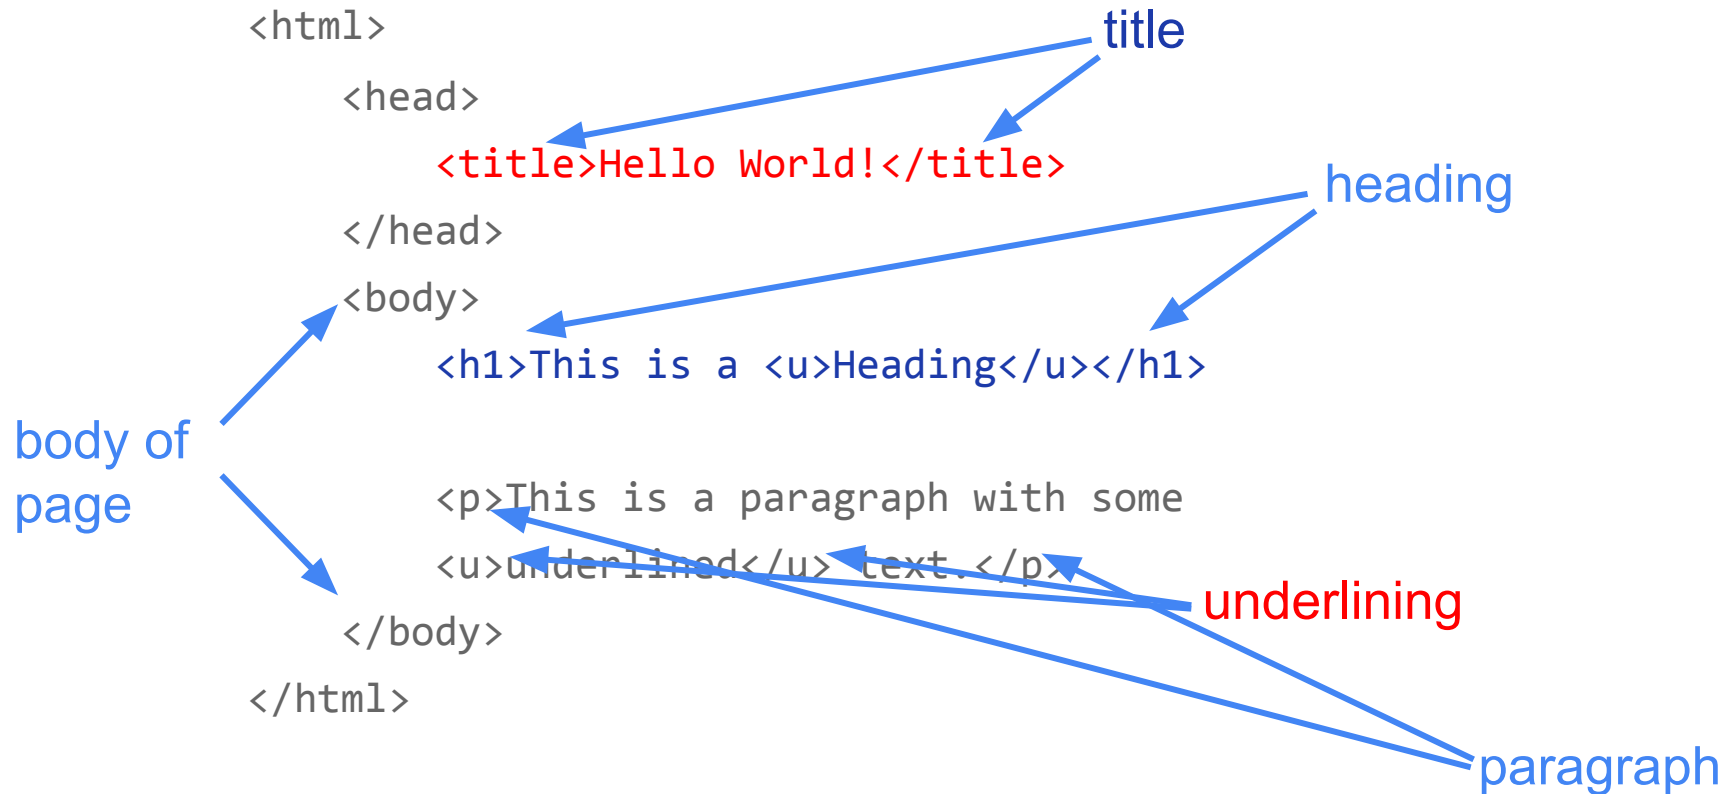 <html>
title
<head>
<title>Hello World!</title>
heading
</head>
<body>
<h1>This is a <u>Heading</u></h1>
body of
page
<p>This is a paragraph with some
<u>underlined</u> text.</p>
underlining
</body>
</html>
paragraph